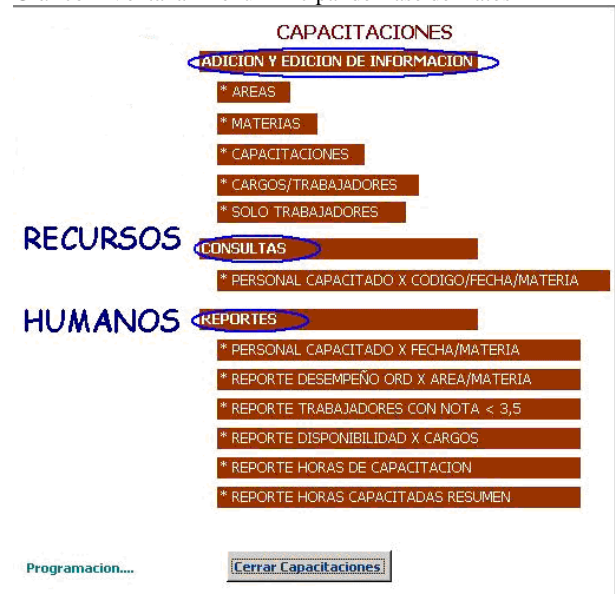 CAPACITACIONES
ADICION Y EDICION DE INFORMACION
* AREAS
* MATERIAS
* CAPACITACIONES
* CARGOS/TRABAJADORES
* SOLO TRABAJADORES
RECURSOS
CONSULTAS
* PERSONAL CAPACITADO X CODIGO/FECHA/MATERIA
HUMANOS
REPORTES
* PERSONAL CAPACITADO X FECHA/MATERIA
* REPORTE DESEMPEÑO ORD X AREA/MATERIA
* REPORTE TRABAJADORES CON NOTA < 3,5
* REPORTE DISPONIBILIDAD X CARGOS
* REPORTE HORAS DE CAPACITACION
* REPORTE HORAS CAPACITADAS RESUMEN
Programacion....
Cerrar Capacitaciones